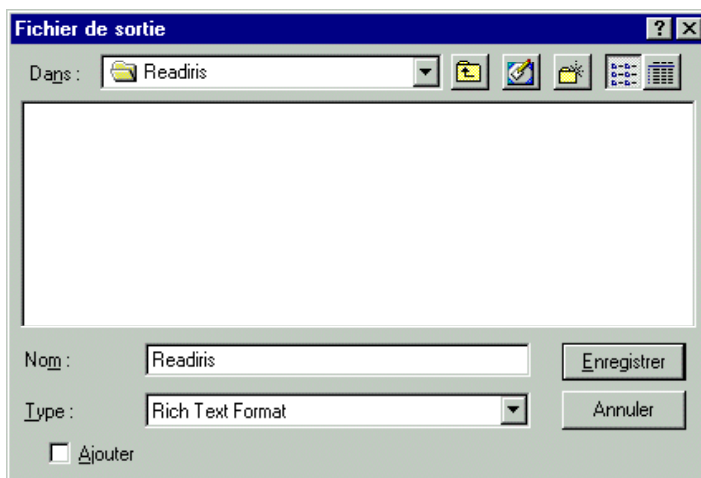 Fichier de sortie
Dans : Readiris
Nom : Readiris Enregistrer
Type : Rich Text Format Annuler
Ajouter